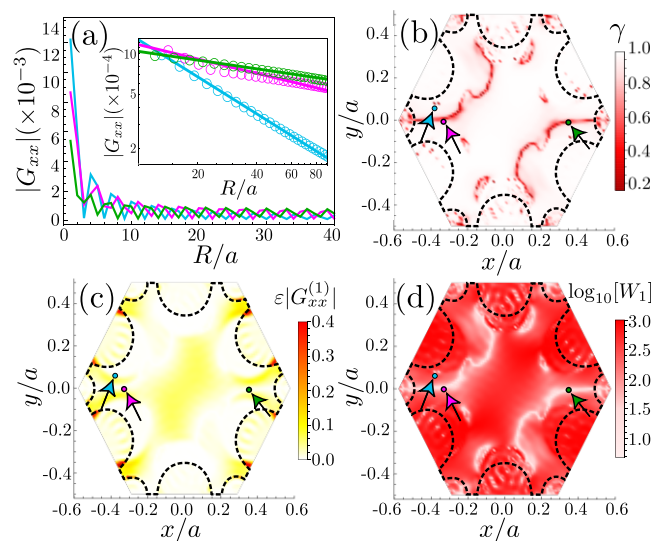 (a)
|G_xx|(×10^-3)
14
12
10
8
6
4
2
0
0 10 20 30 40
R/a
|G_xx|(×10^-4)
10
5
2
20 40 60 80
R/a
(b)
γ
1.0
0.8
0.6
0.4
0.2
y/a
0.4
0.2
0.0
-0.2
-0.4
-0.6 -0.4 -0.2 0.0 0.2 0.4 0.6
x/a
(c)
ε|G_xx^(1)|
0.4
0.3
0.2
0.1
0.0
y/a
0.4
0.2
0.0
-0.2
-0.4
-0.6 -0.4 -0.2 0.0 0.2 0.4 0.6
x/a
(d)
log₁₀[W₁]
3.0
2.5
2.0
1.5
1.0
y/a
0.4
0.2
0.0
-0.2
-0.4
-0.6 -0.4 -0.2 0.0 0.2 0.4 0.6
x/a